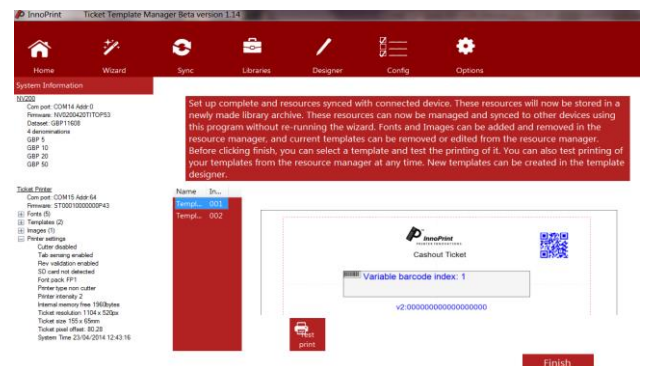 InnoPrint Ticket Template Manager Beta version 1.14
Home Wizard Sync Libraries Designer Config Options
System Information
NV200
Com port: COM14 Addr:0
Firmware: NV0200420TITOP53
Dataset: GBP11608
4 denominations
GBP 5
GBP 10
GBP 20
GBP 50
Ticket Printer
Com port: COM15 Addr:64
Firmware: ST00010000000P43
Fonts (5)
Templates (2)
Images (1)
Printer settings
Cutter disabled
Tab sensing enabled
Rev validation enabled
SD card not detected
Font pack FP1
Printer type non cutter
Printer intensity 2
Internal memory free 1960bytes
Ticket resolution 1104 x 520px
Ticket size 155 x 65mm
Ticket pixel offset: 80.28
System Time 23/04/2014 12:43:16
Set up complete and resources synced with connected device. These resources will now be stored in a
newly made library archive. These resources can now be managed and synced to other devices using
this program without re-running the wizard. Fonts and Images can be added and removed in the
resource manager, and current templates can be removed or edited from the resource manager.
Before clicking finish, you can select a template and test the printing of it. You can also test printing of
your templates from the resource manager at any time. New templates can be created in the template
designer.
Name In...
Templ... 001
Templ... 002
InnoPrint
PRINTER INNOVATIONS
Cashout Ticket
Variable barcode index: 1
v2:000000000000000000
Test
print
Finish